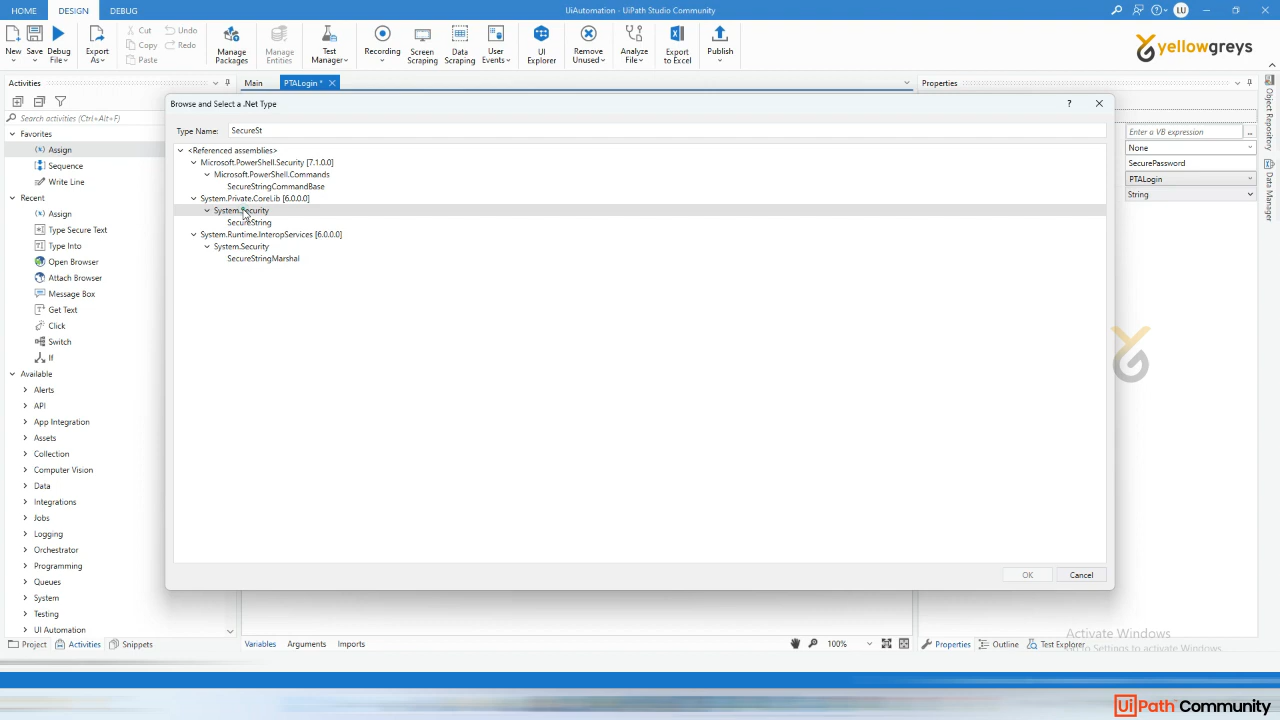 HOME DESIGN DEBUG
UiAutomation - UiPath Studio Community
LU
New
Save
Debug File
Export As
Cut
Copy
Paste
Undo
Redo
Manage Packages
Manage Entities
Test Manager
Recording
Screen Scraping
Data Scraping
User Events
UI Explorer
Remove Unused
Analyze File
Export to Excel
Publish
yellowgreys
Activities
Main
PTALogin *
Properties
Search activities (Ctrl+Alt+F)
Favorites
Assign
Sequence
Write Line
Recent
Assign
Type Secure Text
Type Into
Open Browser
Attach Browser
Message Box
Get Text
Click
Switch
If
Available
Alerts
API
App Integration
Assets
Collection
Computer Vision
Data
Integrations
Jobs
Logging
Orchestrator
Programming
Queues
System
Testing
UI Automation
Browse and Select a .Net Type
?
Type Name: SecureSt
<Referenced assemblies>
Microsoft.PowerShell.Security [7.1.0.0]
Microsoft.PowerShell.Commands
SecureStringCommandBase
System.Private.CoreLib [6.0.0.0]
System.Security
SecureString
System.Runtime.InteropServices [6.0.0.0]
System.Security
SecureStringMarshal
OK Cancel
Enter a VB expression ...
None
SecurePassword
PTALogin
String
Object Repository
Data Manager
Project Activities Snippets
Variables Arguments Imports
100%
Properties Outline Test Explorer
Activate Windows
Go to Settings to activate Windows.
UiPath Community